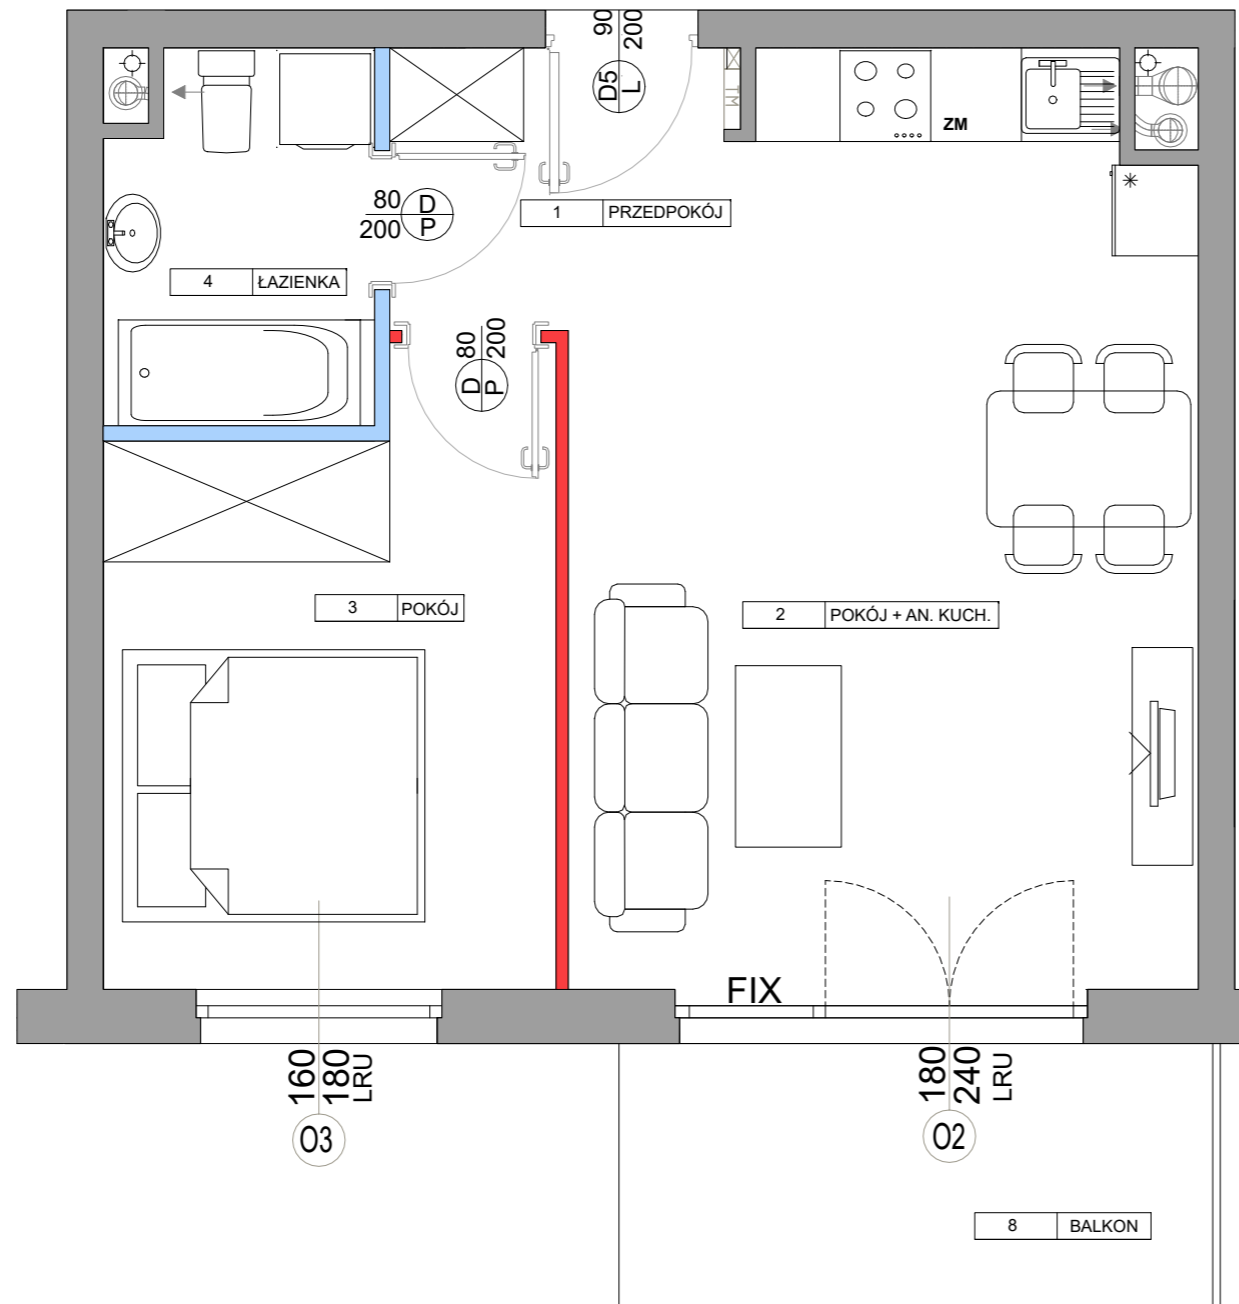 90
200
D5
L
TM
ZM
80
200
D
P
1 PRZEDPOKÓJ
4 ŁAZIENKA
80
200
D
P
3 POKÓJ
2 POKÓJ + AN. KUCH.
FIX
160
180
LRU
O3
180
240
LRU
O2
8 BALKON